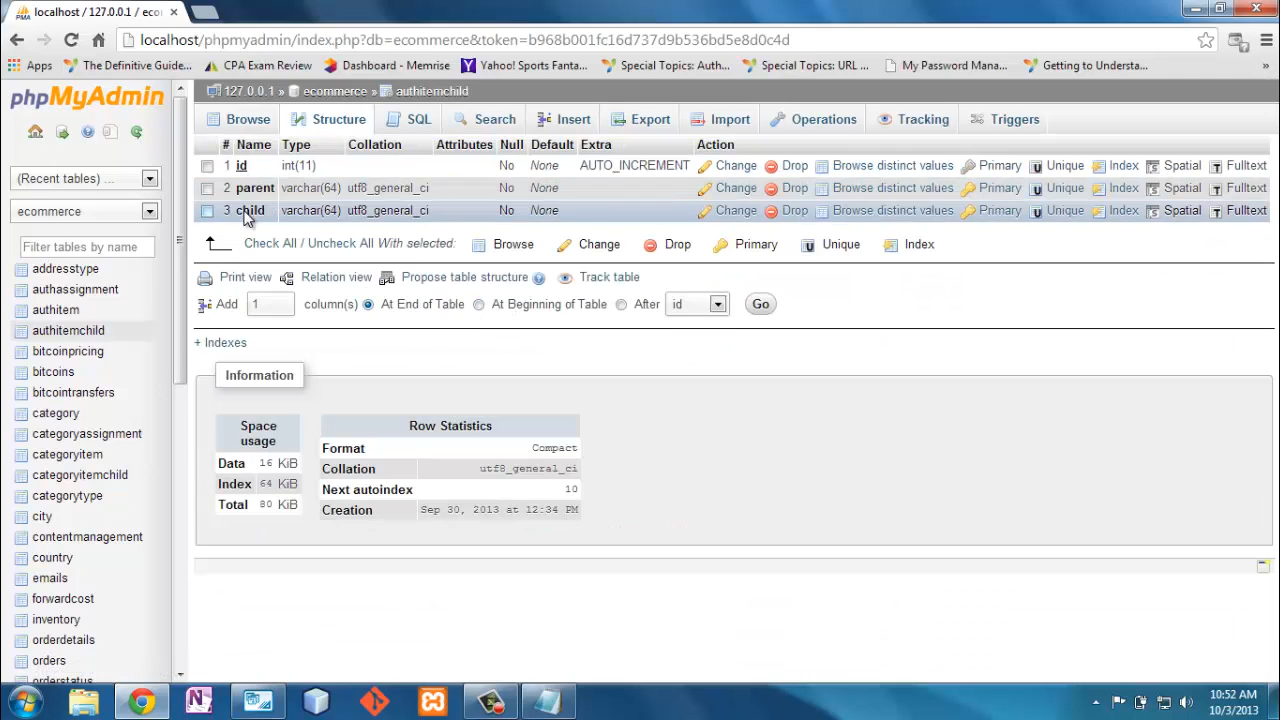 localhost / 127.0.0.1 / eco
localhost/phpmyadmin/index.php?db=ecommerce&token=b968b001fc16d737d9b536bd5e8d0c4d
Apps The Definitive Guide... CPA Exam Review Dashboard - Memrise Yahoo! Sports Fanta... Special Topics: Auth... Special Topics: URL ... My Password Mana... Getting to Understa... »
phpMyAdmin
(Recent tables) ...
ecommerce
Filter tables by name
addresstype
authassignment
authitem
authitemchild
bitcoinpricing
bitcoins
bitcointransfers
category
categoryassignment
categoryitem
categoryitemchild
categorytype
city
contentmanagement
country
emails
forwardcost
inventory
orderdetails
orders
orderstatus
127.0.0.1 » ecommerce » authitemchild
Browse Structure SQL Search Insert Export Import Operations Tracking Triggers
# Name Type Collation Attributes Null Default Extra Action
1 id int(11) No None AUTO_INCREMENT Change Drop Browse distinct values Primary Unique Index Spatial Fulltext
2 parent varchar(64) utf8_general_ci No None Change Drop Browse distinct values Primary Unique Index Spatial Fulltext
3 child varchar(64) utf8_general_ci No None Change Drop Browse distinct values Primary Unique Index Spatial Fulltext
Check All / Uncheck All With selected: Browse Change Drop Primary Unique Index
Print view Relation view Propose table structure Track table
Add 1 column(s) At End of Table At Beginning of Table After id Go
+ Indexes
Information
Space usage
Data 16 KiB
Index 64 KiB
Total 80 KiB
Row Statistics
Format Compact
Collation utf8_general_ci
Next autoindex 10
Creation Sep 30, 2013 at 12:34 PM
10:52 AM
10/3/2013